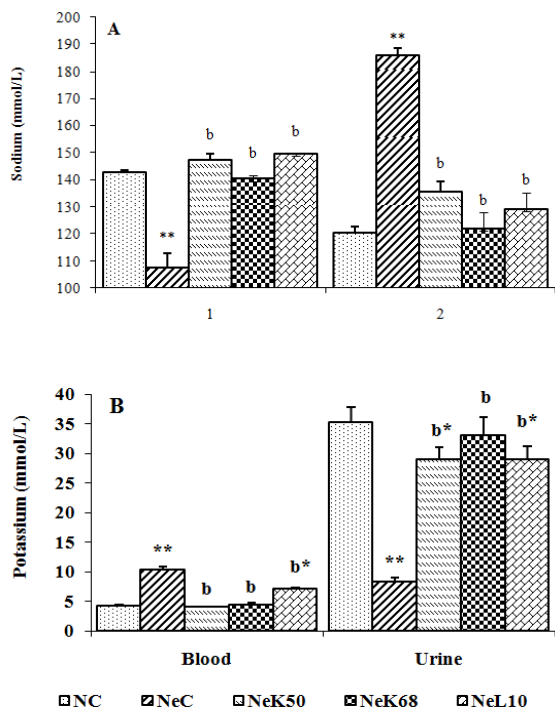 A
Sodium (mmol/L)
200
190
180
170
160
150
140
130
120
110
100
**
b
b
b
**
b
b
b
1
2
B
Potassium (mmol/L)
40
35
30
25
20
15
10
5
0
**
b
b
b*
**
b*
b
b*
Blood
Urine
NC NeC NeK50 NeK68 NeL10